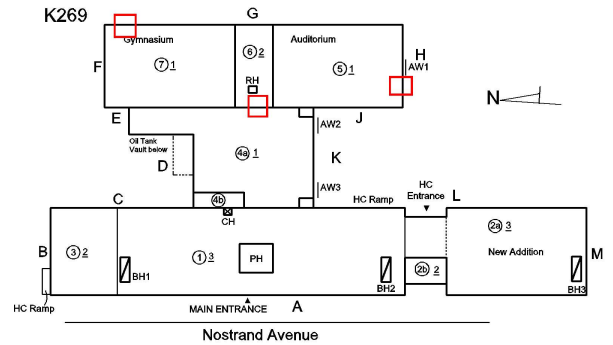 K269
G
Gymnasium
Auditorium
6 2
H
F
7 1
5 1
AW1
RH
N
E
J
AW2
Oil Tank
Vault below
4a 1
D
K
AW3
4b
C
HC Ramp
HC
Entrance
L
CH
2a 3
B
3 2
1 3
PH
New Addition
M
BH1
BH2
2b 2
BH3
HC Ramp
MAIN ENTRANCE
A
Nostrand Avenue